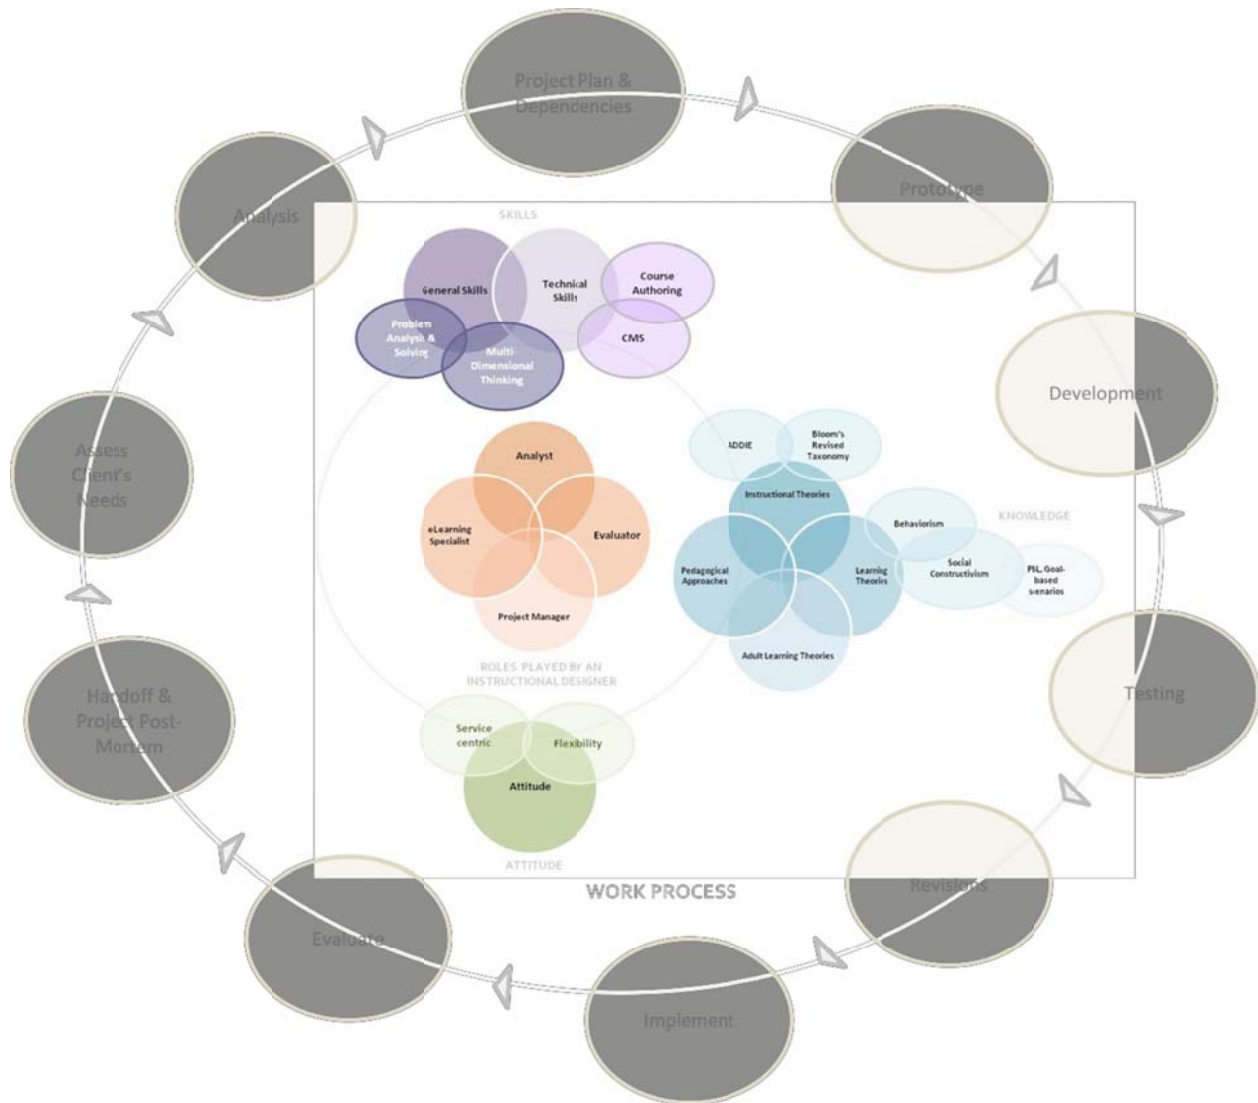 Project Plan &
Dependencies
Prototype
Analysis
SKILLS
General Skills
Technical
Skills
Course
Authoring
CMS
Problem
Analysis &
Solving
Multi-
Dimensional
Thinking
Development
Assess
Client's
Needs
Analyst
eLearning
Specialist
Evaluator
Project Manager
ROLES PLAYED BY AN
INSTRUCTIONAL DESIGNER
ADDIE
Bloom's
Revised
Taxonomy
Instructional Theories
Behaviorism
KNOWLEDGE
Pedagogical
Approaches
Learning
Theories
Social
Constructivism
PBL, Goal-
based
scenarios
Adult Learning Theories
Testing
Handoff &
Project Post-
Mortem
Service
centric
Flexibility
Attitude
ATTITUDE
WORK PROCESS
Revisions
Evaluate
Implement